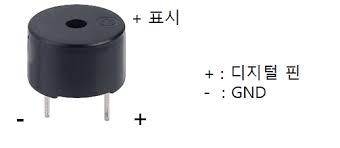 + 표시
+ : 디지털 핀
- : GND
- +